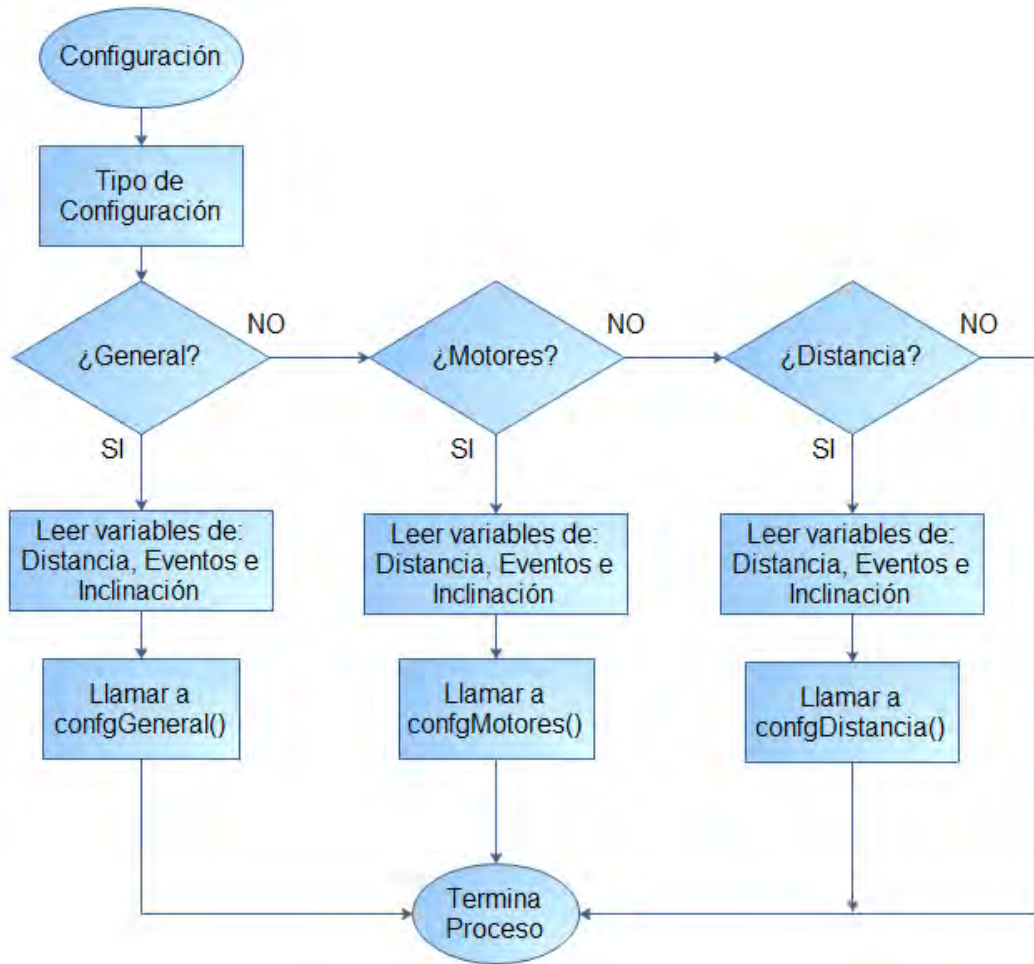 Configuración
Tipo de
Configuración
¿General?
NO
¿Motores?
NO
¿Distancia?
NO
SI
SI
SI
Leer variables de:
Distancia, Eventos e
Inclinación
Leer variables de:
Distancia, Eventos e
Inclinación
Leer variables de:
Distancia, Eventos e
Inclinación
Llamar a
confgGeneral()
Llamar a
confgMotores()
Llamar a
confgDistancia()
Termina
Proceso